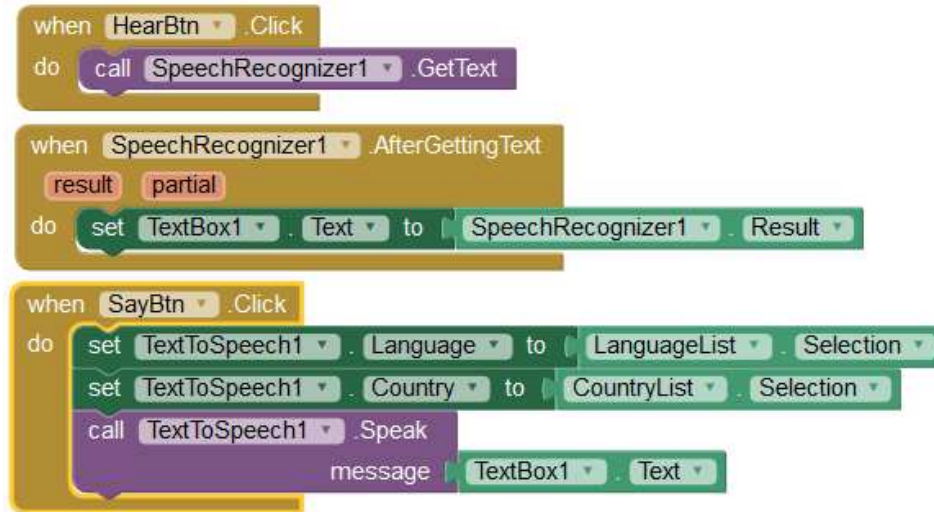 when HearBtn .Click
do call SpeechRecognizer1 .GetText
when SpeechRecognizer1 .AfterGettingText
result partial
do set TextBox1 . Text to SpeechRecognizer1 . Result
when SayBtn .Click
do set TextToSpeech1 . Language to LanguageList . Selection
set TextToSpeech1 . Country to CountryList . Selection
call TextToSpeech1 .Speak
message TextBox1 . Text